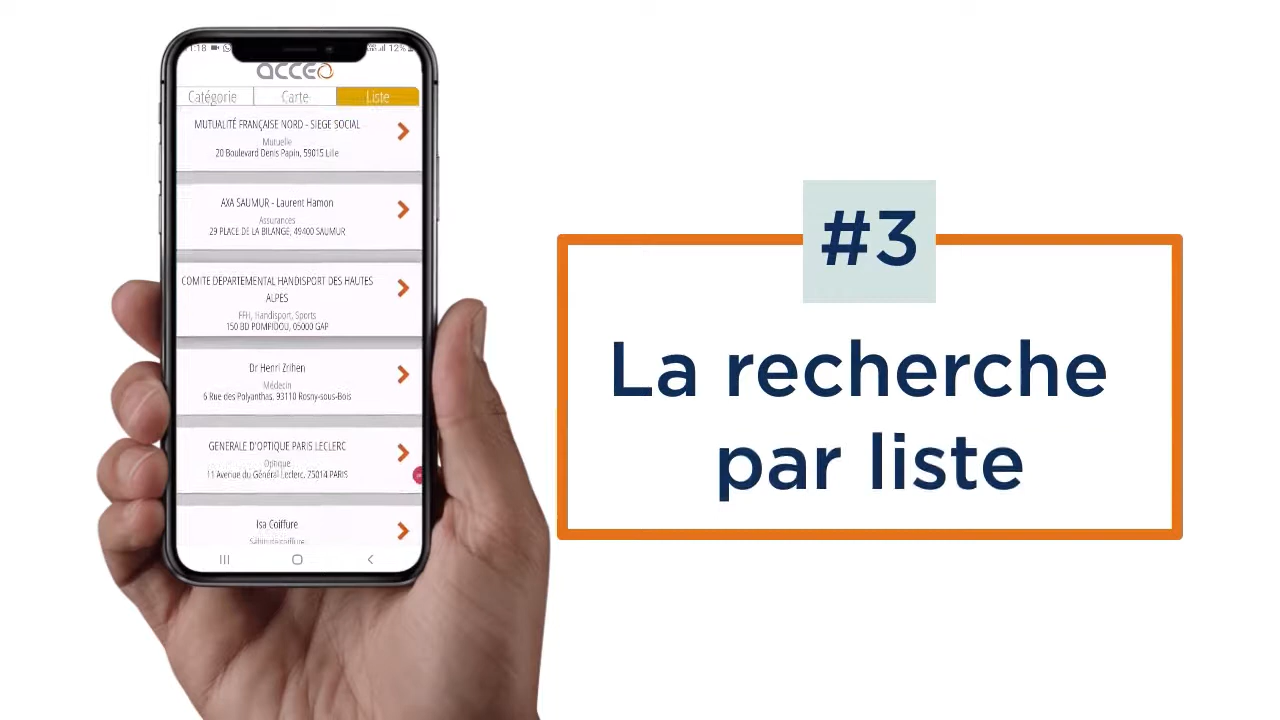 1:18
12%
acceo
Catégorie Carte Liste
MUTUALITÉ FRANÇAISE NORD - SIEGE SOCIAL
Mutuelle
20 Boulevard Denis Papin, 59015 Lille
AXA SAUMUR - Laurent Hamon
Assurances
29 PLACE DE LA BILANGE, 49400 SAUMUR
COMITE DEPARTEMENTAL HANDISPORT DES HAUTES
ALPES
FFH, Handisport, Sports
150 BD POMPIDOU, 05000 GAP
Dr Henri Zrihen
Médecin
6 Rue des Polyanthas, 93110 Rosny-sous-Bois
GENERALE D'OPTIQUE PARIS LECLERC
Optique
11 Avenue du Général Leclerc, 75014 PARIS
Isa Coiffure
#3
La recherche
par liste